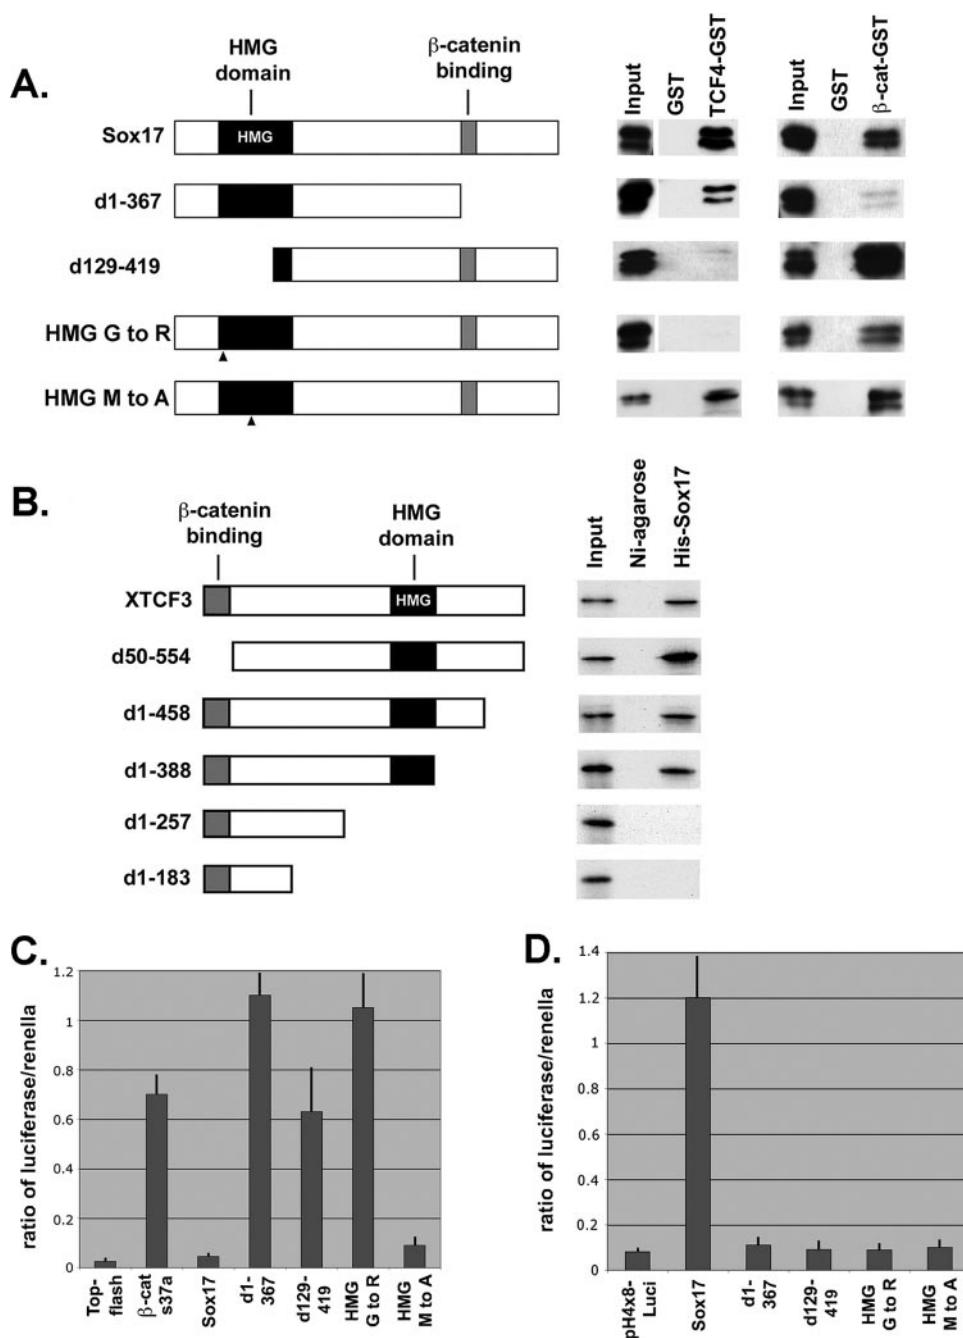 A.
HMG
domain
β-catenin
binding
Input
GST
TCF4-GST
Input
GST
β-cat-GST
Sox17
HMG
d1-367
d129-419
HMG G to R
HMG M to A
B.
β-catenin
binding
HMG
domain
Input
Ni-agarose
His-Sox17
XTCF3
HMG
d50-554
d1-458
d1-388
d1-257
d1-183
C.
ratio of luciferase/renella
1.2
1
0.8
0.6
0.4
0.2
0
Top-
flash
β-cat
s37a
Sox17
d1-
367
d129-
419
HMG
G to R
HMG
M to A
D.
ratio of luciferase/renella
1.4
1.2
1
0.8
0.6
0.4
0.2
0
pH4x8-
Luci
Sox17
d1-
367
d129-
419
HMG
G to R
HMG
M to A